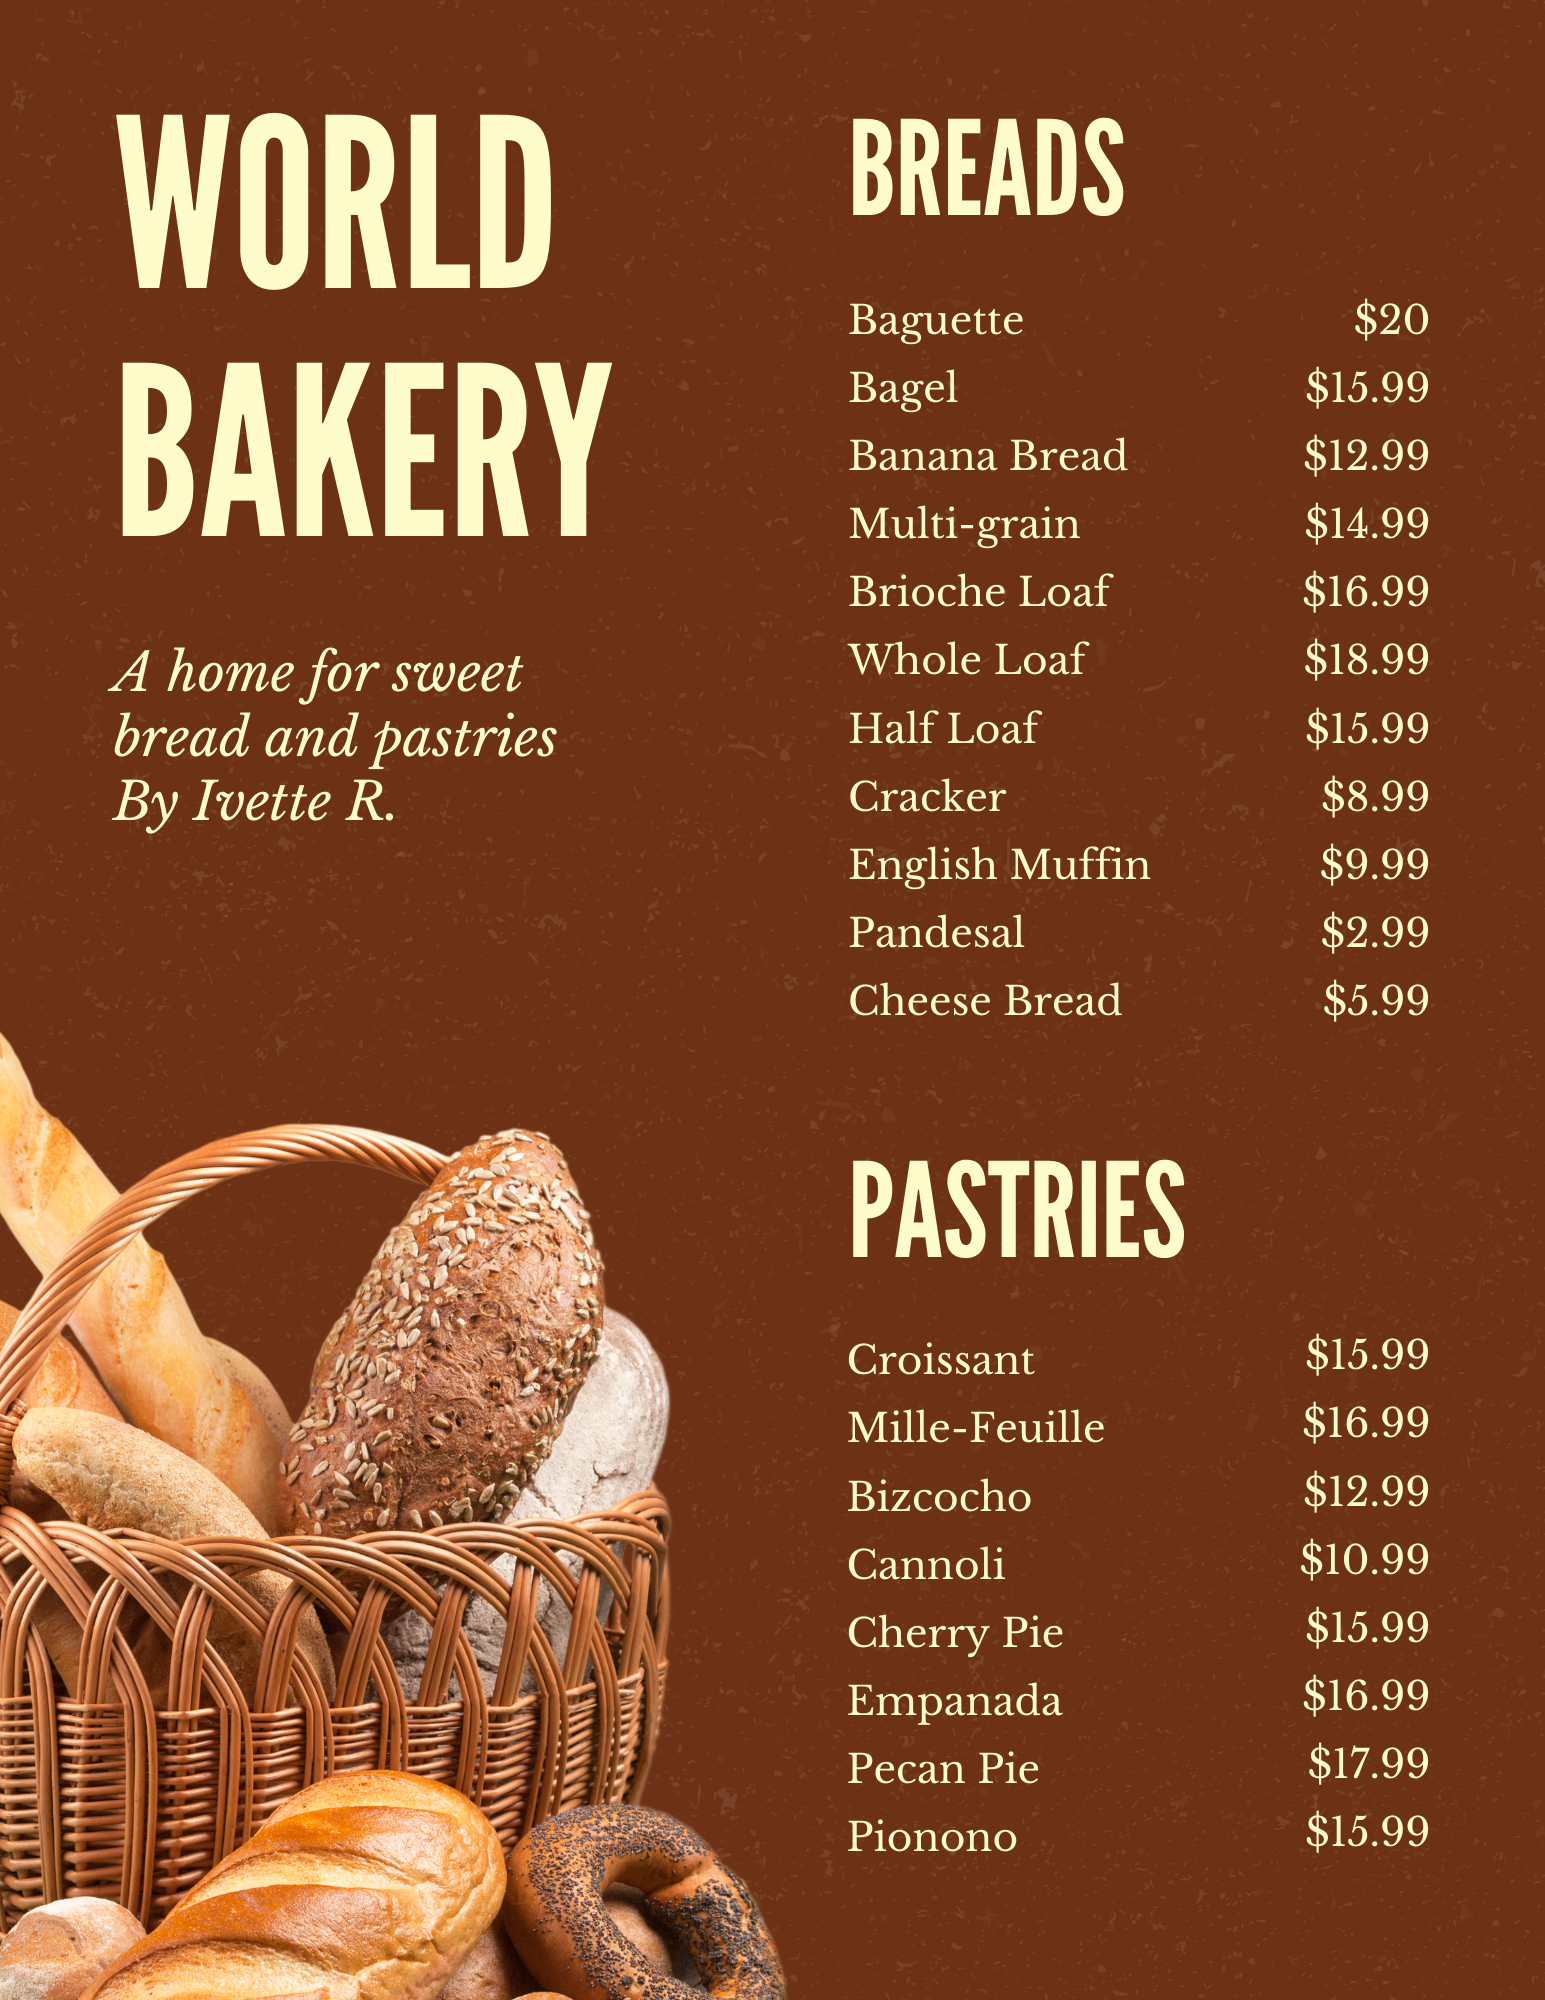 WORLD
BAKERY
A home for sweet
bread and pastries
By Ivette R.
BREADS
Baguette $20
Bagel $15.99
Banana Bread $12.99
Multi-grain $14.99
Brioche Loaf $16.99
Whole Loaf $18.99
Half Loaf $15.99
Cracker $8.99
English Muffin $9.99
Pandesal $2.99
Cheese Bread $5.99
PASTRIES
Croissant $15.99
Mille-Feuille $16.99
Bizcocho $12.99
Cannoli $10.99
Cherry Pie $15.99
Empanada $16.99
Pecan Pie $17.99
Pionono $15.99